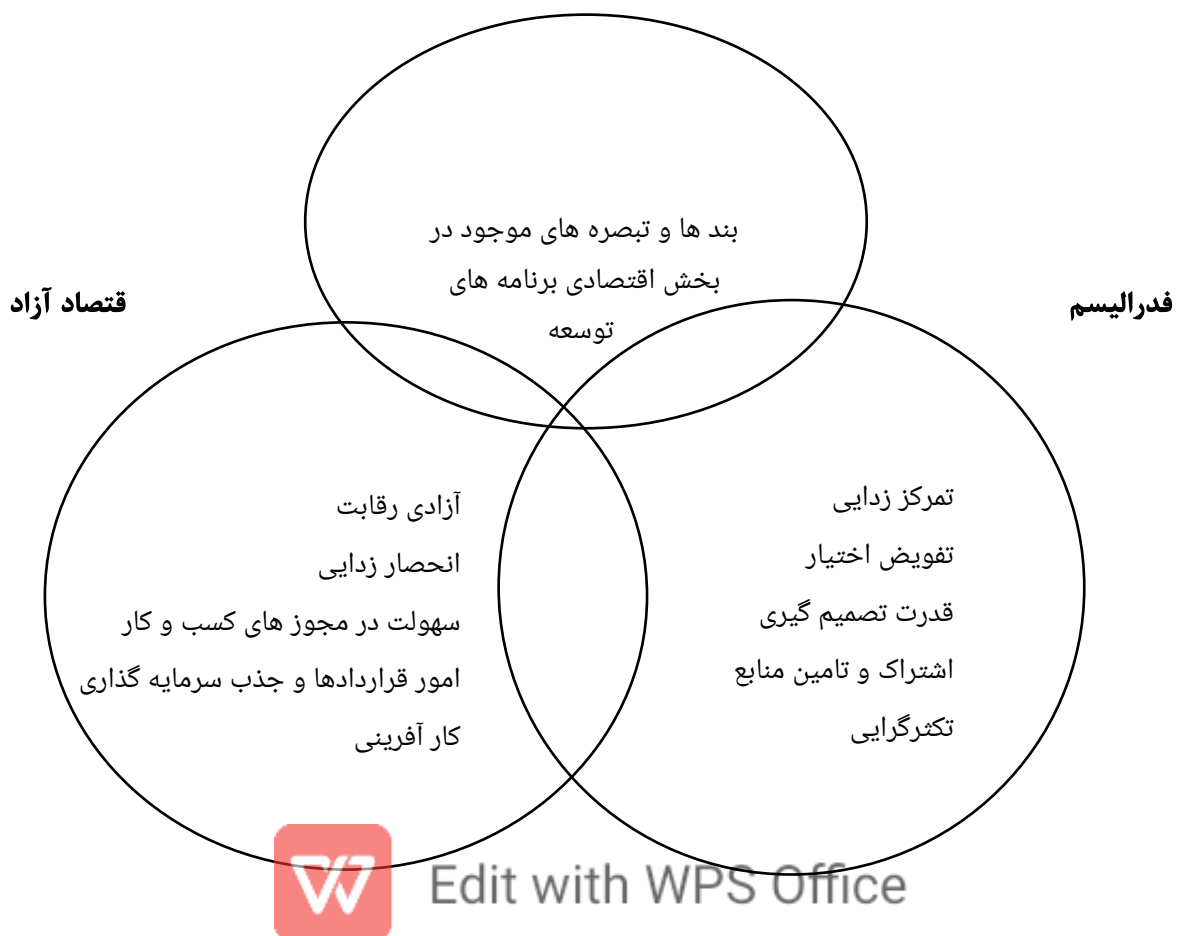 بند ها و تبصره های موجود در
بخش اقتصادی برنامه های
توسعه
فدرالیسم
قتصاد آزاد
تمرکز زدایی
تفویض اختیار
قدرت تصمیم گیری
اشتراک و تامین منابع
تکثرگرایی
آزادی رقابت
انحصار زدایی
سهولت در مجوز های کسب و کار
امور قراردادها و جذب سرمایه گذاری
کار آفرینی
Edit with WPS Office